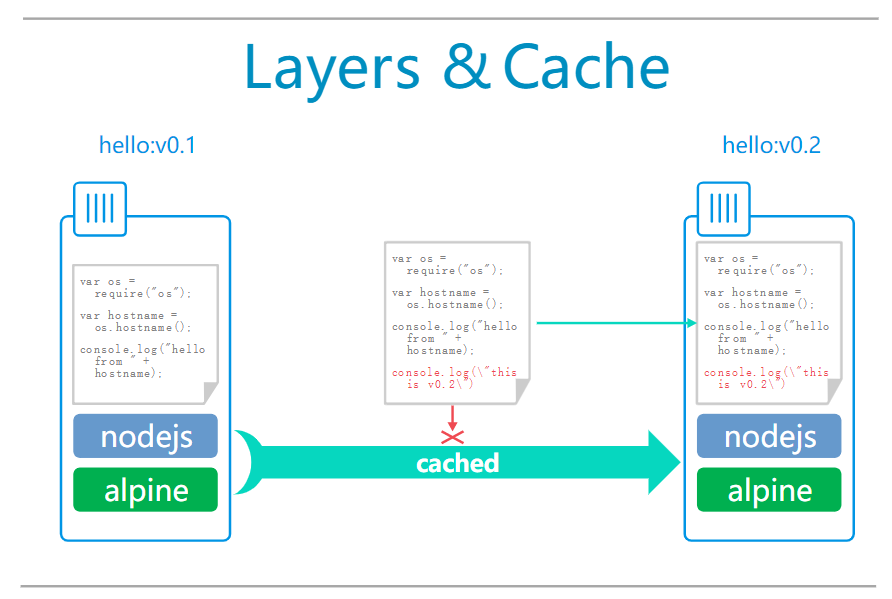 Layers & Cache
hello:v0.1
hello:v0.2
var os =
require("os");
var hostname =
os.hostname();
console.log("hello
from " +
hostname);
nodejs
alpine
var os =
require("os");
var hostname =
os.hostname();
console.log("hello
from " +
hostname);
console.log(\"this
is v0.2\")
cached
var os =
require("os");
var hostname =
os.hostname();
console.log("hello
from " +
hostname);
console.log(\"this
is v0.2\")
nodejs
alpine